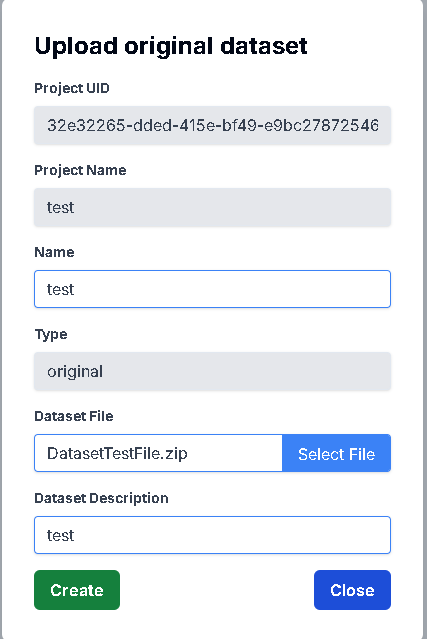 Upload original dataset
Project UID
32e32265-dded-415e-bf49-e9bc27872546
Project Name
test
Name
test
Type
original
Dataset File
DatasetTestFile.zip
Select File
Dataset Description
test
Create
Close